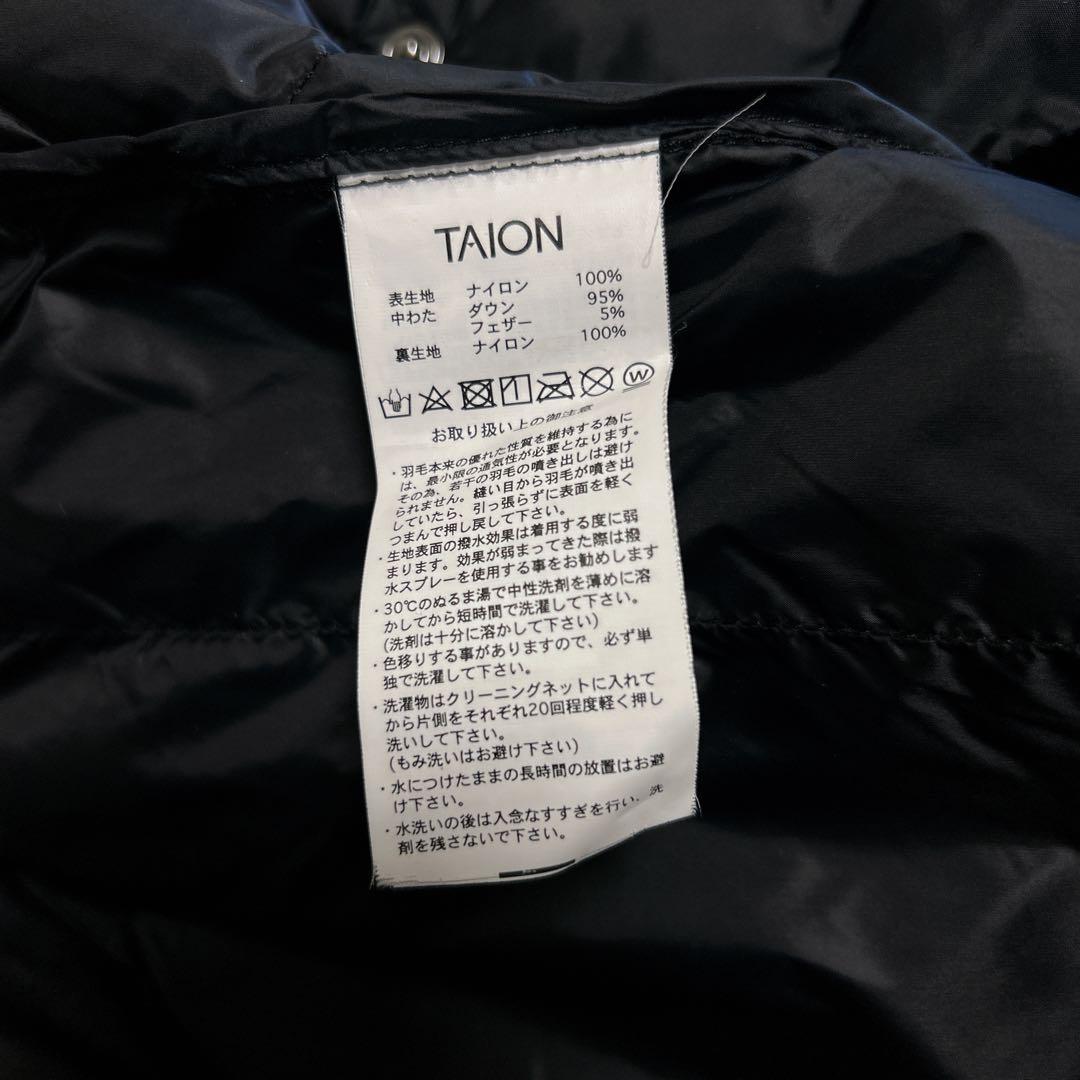 TAION
表生地 ナイロン 100%
中わた ダウン 95%
フェザー 5%
裏生地 ナイロン 100%
W
お取り扱い上の御注意
・羽毛本来の優れた性質を維持する為に
は、最小限の通気性が必要となります。
その為、若干の羽毛の噴き出しは避け
られません。縫い目から羽毛が噴き出
していたら、引っ張らずに表面を軽く
つまんで押し戻して下さい。
・生地表面の撥水効果は着用する度に弱
まります。効果が弱まってきた際は撥
水スプレーを使用する事をお勧めします
・30℃のぬるま湯で中性洗剤を薄めに溶
かしてから短時間で洗濯して下さい。
(洗剤は十分に溶かして下さい)
・色移りする事がありますので、必ず単
独で洗濯して下さい。
・洗濯物はクリーニングネットに入れて
から片側をそれぞれ20回程度軽く押し
洗いして下さい。
(もみ洗いはお避け下さい)
・水につけたままの長時間の放置はお避
け下さい。
・水洗いの後は入念なすすぎを行い、洗
剤を残さないで下さい。